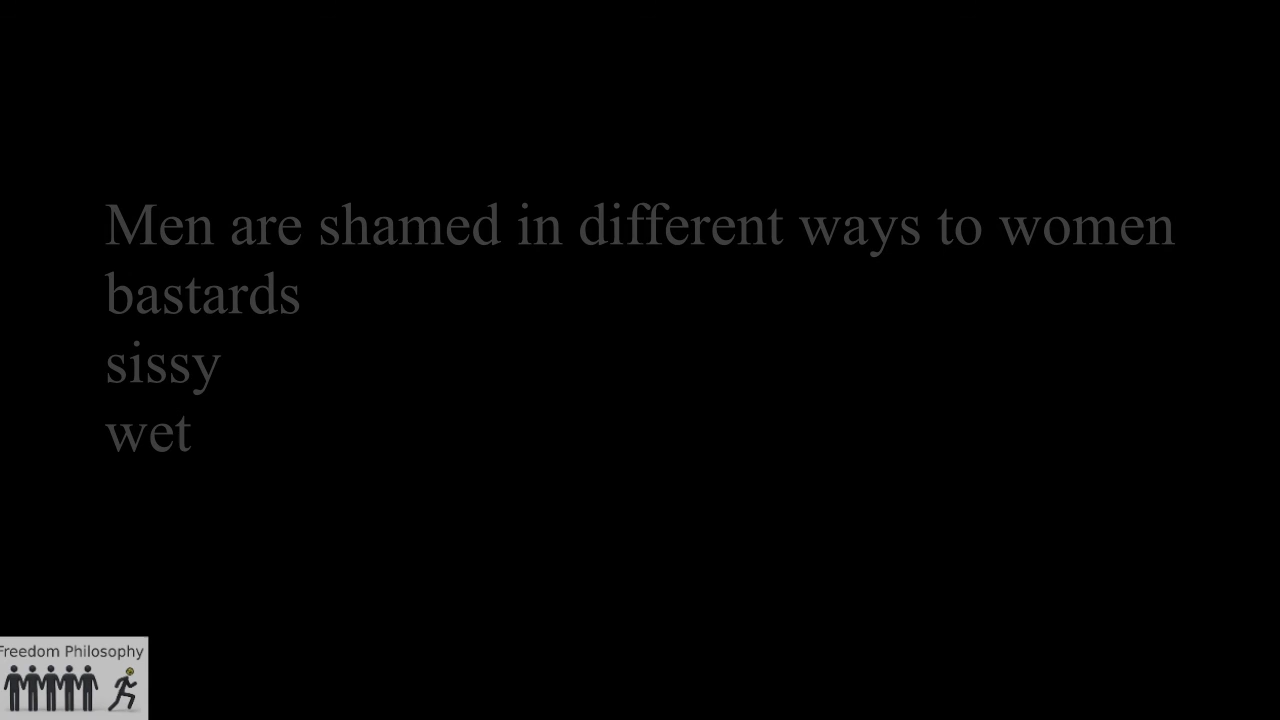 Men are shamed in different ways to women
bastards
sissy
wet
Freedom Philosophy